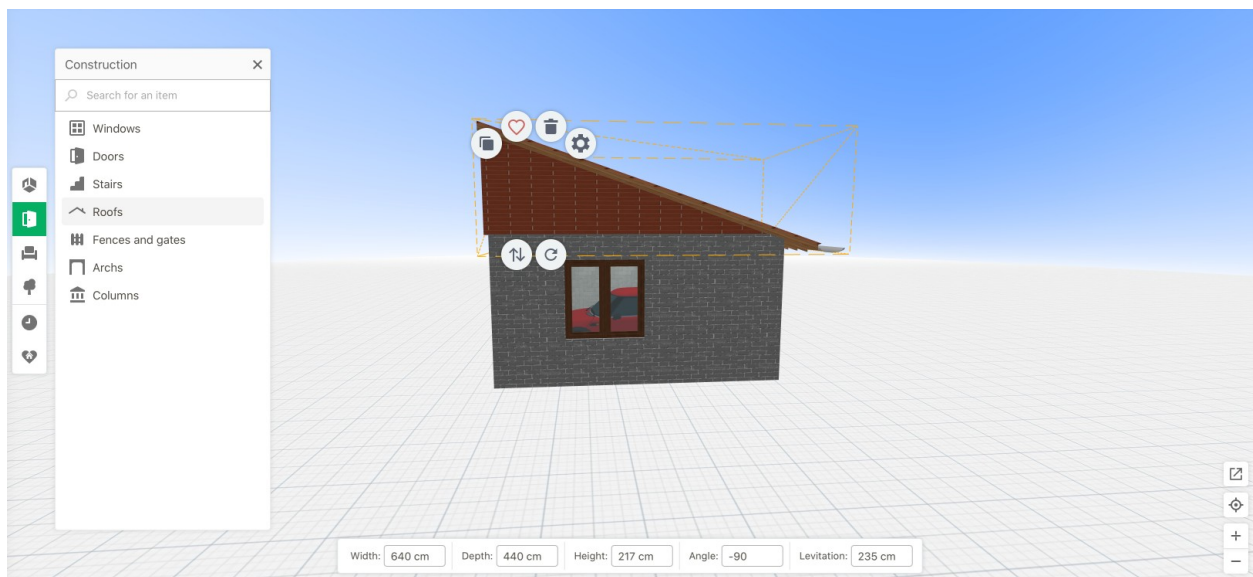 Construction
Search for an item
Windows
Doors
Stairs
Roofs
Fences and gates
Archs
Columns
Width: 640 cm Depth: 440 cm Height: 217 cm Angle: -90 Levitation: 235 cm